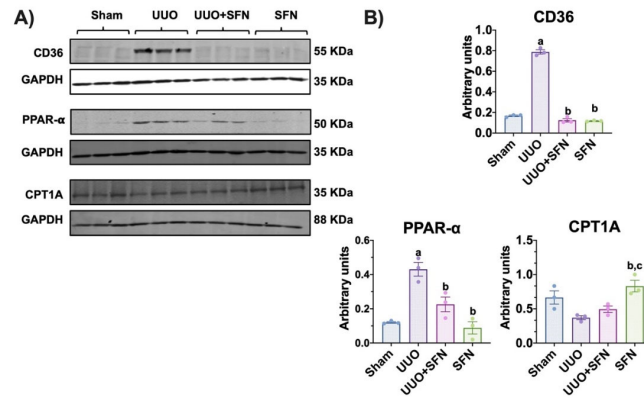 A)
Sham UUO UUO+SFN SFN
CD36 55 KDa
GAPDH 35 KDa
PPAR-α 50 KDa
GAPDH 35 KDa
CPT1A 35 KDa
GAPDH 88 KDa
B)
CD36
Arbitrary units
1.0
0.8
0.6
0.4
0.2
0.0
a
b
b
Sham
UUO
UUO+SFN
SFN
PPAR-α
Arbitrary units
0.6
0.4
0.2
0.0
a
b
b
Sham
UUO
UUO+SFN
SFN
CPT1A
Arbitrary units
1.5
1.0
0.5
0.0
b,c
Sham
UUO
UUO+SFN
SFN